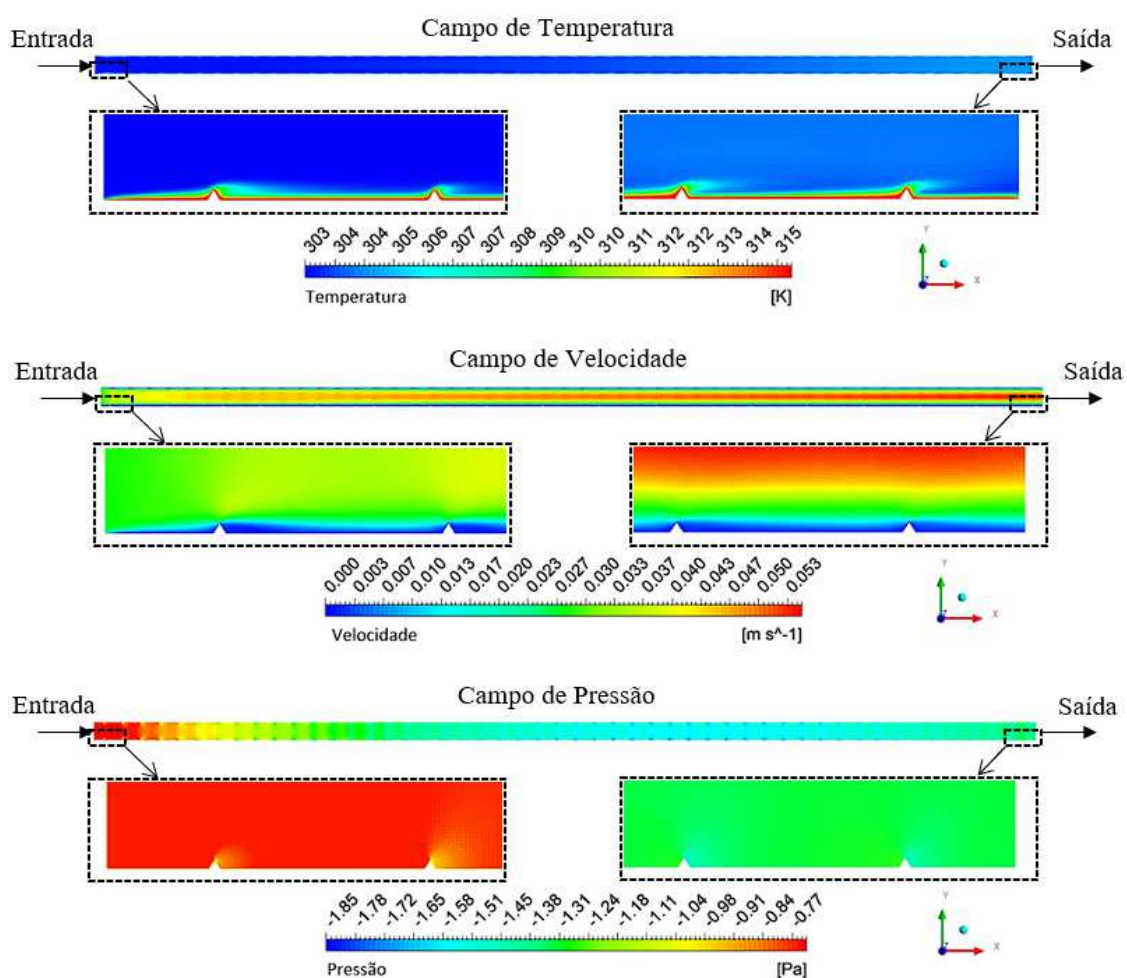 Campo de Temperatura
Entrada
Saída
303 304 304 305 306 307 307 308 309 310 310 311 312 312 313 314 315
Temperatura [K]
Y
X
Z
Campo de Velocidade
Entrada
Saída
0.000 0.003 0.007 0.010 0.013 0.017 0.020 0.023 0.027 0.030 0.033 0.037 0.040 0.043 0.047 0.050 0.053
Velocidade [m s^-1]
Y
X
Z
Campo de Pressão
Entrada
Saída
-1.85 -1.78 -1.72 -1.65 -1.58 -1.51 -1.45 -1.38 -1.31 -1.24 -1.18 -1.11 -1.04 -0.98 -0.91 -0.84 -0.77
Pressão [Pa]
Y
X
Z